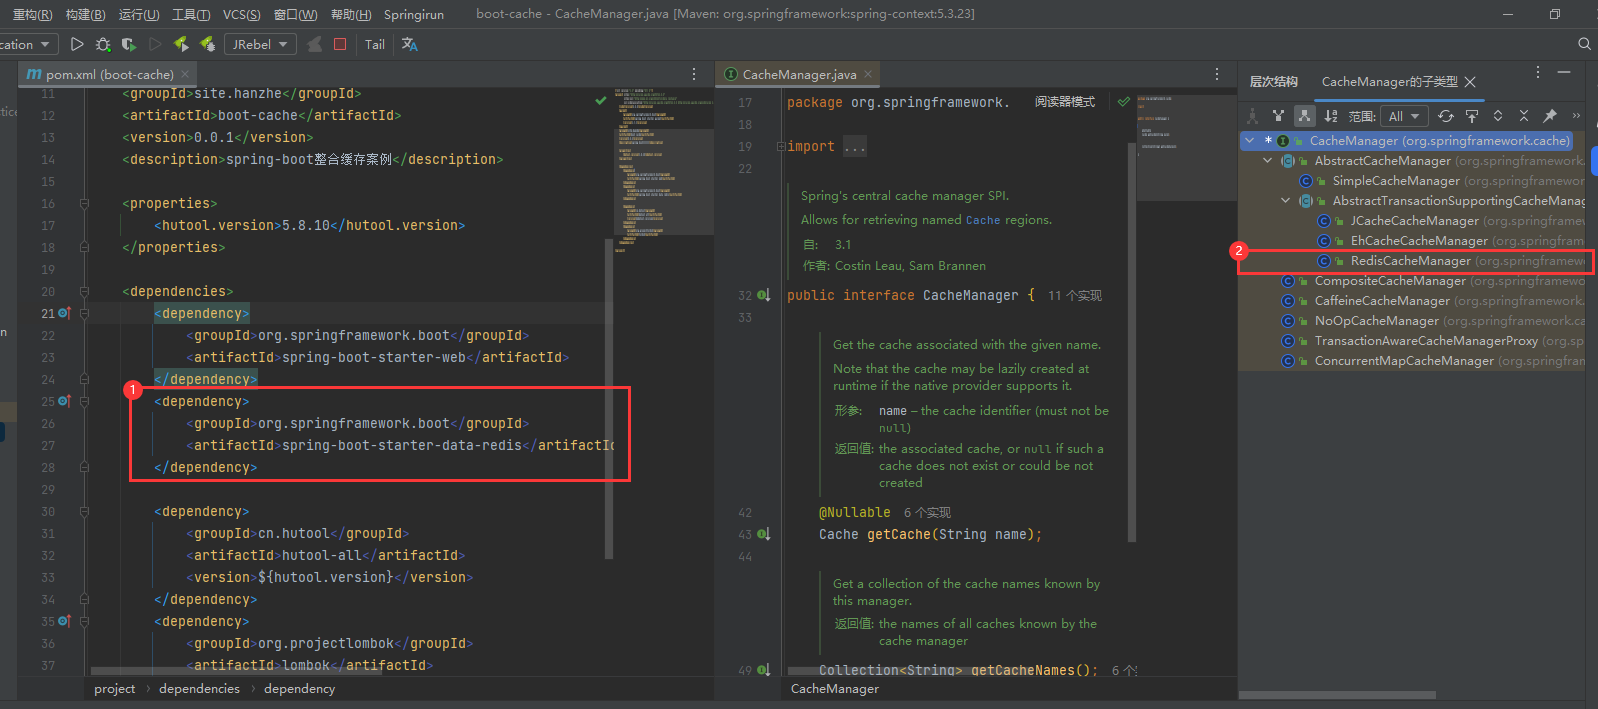 重构(R) 构建(B) 运行(U) 工具(T) VCS(S) 窗口(W) 帮助(H) Springirun boot-cache - CacheManager.java [Maven: org.springframework:spring-context:5.3.23]
cation JRebel Tail
pom.xml (boot-cache)
11 <groupId>site.hanzhe</groupId>
12 <artifactId>boot-cache</artifactId>
13 <version>0.0.1</version>
14 <description>spring-boot整合缓存案例</description>
15
16 <properties>
17 <hutool.version>5.8.10</hutool.version>
18 </properties>
19
20 <dependencies>
21 <dependency>
22 <groupId>org.springframework.boot</groupId>
23 <artifactId>spring-boot-starter-web</artifactId>
24 </dependency>
1
25 <dependency>
26 <groupId>org.springframework.boot</groupId>
27 <artifactId>spring-boot-starter-data-redis</artifactId
28 </dependency>
29
30 <dependency>
31 <groupId>cn.hutool</groupId>
32 <artifactId>hutool-all</artifactId>
33 <version>${hutool.version}</version>
34 </dependency>
35 <dependency>
36 <groupId>org.projectlombok</groupId>
37 <artifactId>lombok</artifactId>
project › dependencies › dependency
CacheManager.java
17 package org.springframework. 阅读器模式
18
19 import ...
22
Spring's central cache manager SPI.
Allows for retrieving named Cache regions.
自: 3.1
作者: Costin Leau, Sam Brannen
32 public interface CacheManager { 11 个实现
33
Get the cache associated with the given name.
Note that the cache may be lazily created at
runtime if the native provider supports it.
形参: name – the cache identifier (must not be
null)
返回值: the associated cache, or null if such a
cache does not exist or could be not
created
42 @Nullable 6 个实现
43 Cache getCache(String name);
44
Get a collection of the cache names known by
this manager.
返回值: the names of all caches known by the
cache manager
49 Collection<String> getCacheNames(); 6 个
CacheManager
层次结构 CacheManager的子类型
范围: All
* CacheManager (org.springframework.cache)
AbstractCacheManager (org.springframework.
SimpleCacheManager (org.springframewor
AbstractTransactionSupportingCacheManag
JCacheCacheManager (org.springframew
EhCacheCacheManager (org.springfram
2
RedisCacheManager (org.springframewo
CompositeCacheManager (org.springframewo
CaffeineCacheManager (org.springframework.
NoOpCacheManager (org.springframework.ca
TransactionAwareCacheManagerProxy (org.sp
ConcurrentMapCacheManager (org.springfran